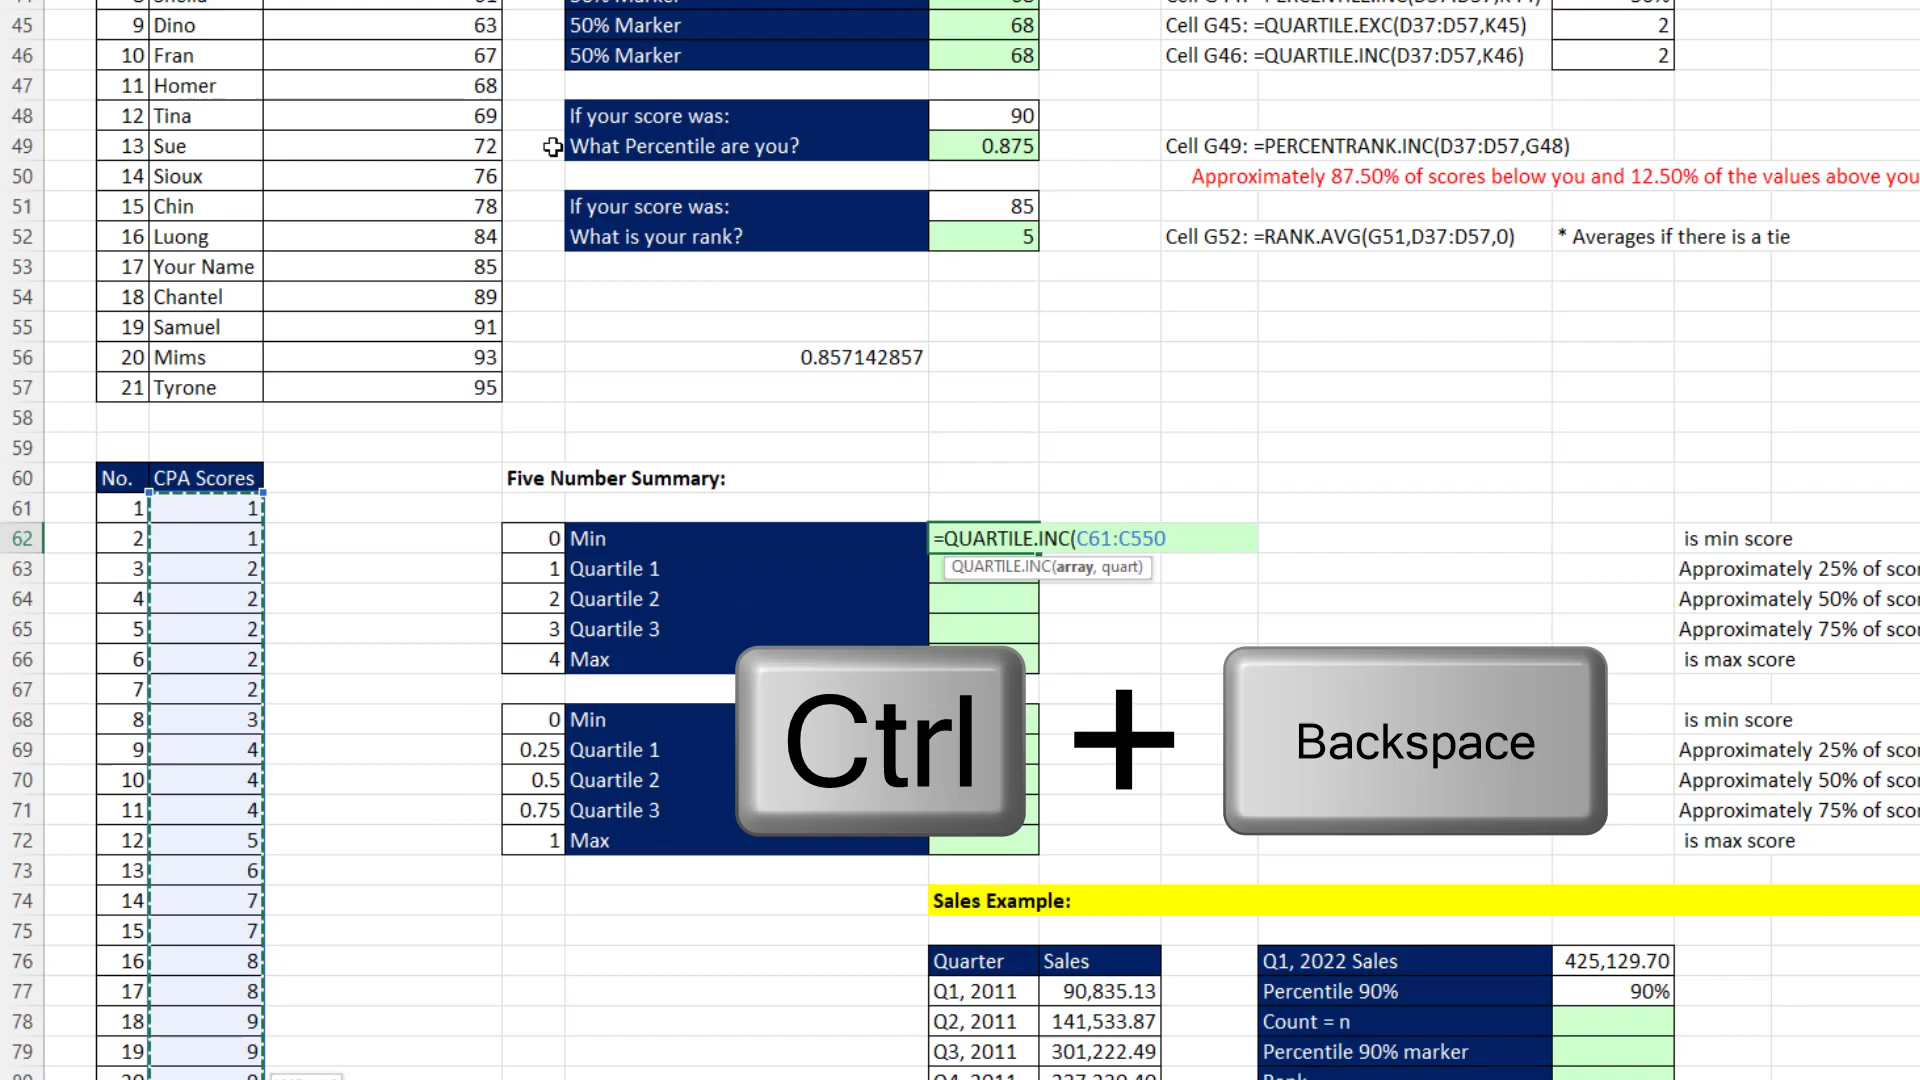 45 9 Dino 63 50% Marker 68 Cell G45: =QUARTILE.EXC(D37:D57,K45) 2
46 10 Fran 67 50% Marker 68 Cell G46: =QUARTILE.INC(D37:D57,K46) 2
47 11 Homer 68
48 12 Tina 69 If your score was: 90
49 13 Sue 72 What Percentile are you? 0.875 Cell G49: =PERCENTRANK.INC(D37:D57,G48)
50 14 Sioux 76 Approximately 87.50% of scores below you and 12.50% of the values above you
51 15 Chin 78 If your score was: 85
52 16 Luong 84 What is your rank? 5 Cell G52: =RANK.AVG(G51,D37:D57,0) * Averages if there is a tie
53 17 Your Name 85
54 18 Chantel 89
55 19 Samuel 91
56 20 Mims 93 0.857142857
57 21 Tyrone 95
58
59
60 No. CPA Scores Five Number Summary:
61 1 1
62 2 1 0 Min =QUARTILE.INC(C61:C550 is min score
63 3 2 1 Quartile 1 QUARTILE.INC(array, quart) Approximately 25% of scor
64 4 2 2 Quartile 2 Approximately 50% of scor
65 5 2 3 Quartile 3 Approximately 75% of scor
66 6 2 4 Max is max score
67 7 2
68 8 3 0 Min is min score
69 9 4 0.25 Quartile 1 Approximately 25% of scor
70 10 4 0.5 Quartile 2 Approximately 50% of scor
71 11 4 0.75 Quartile 3 Approximately 75% of scor
72 12 5 1 Max is max score
Ctrl + Backspace
73 13 6
74 14 7 Sales Example:
75 15 7
76 16 8 Quarter Sales Q1, 2022 Sales 425,129.70
77 17 8 Q1, 2011 90,835.13 Percentile 90% 90%
78 18 9 Q2, 2011 141,533.87 Count = n
79 19 9 Q3, 2011 301,222.49 Percentile 90% marker